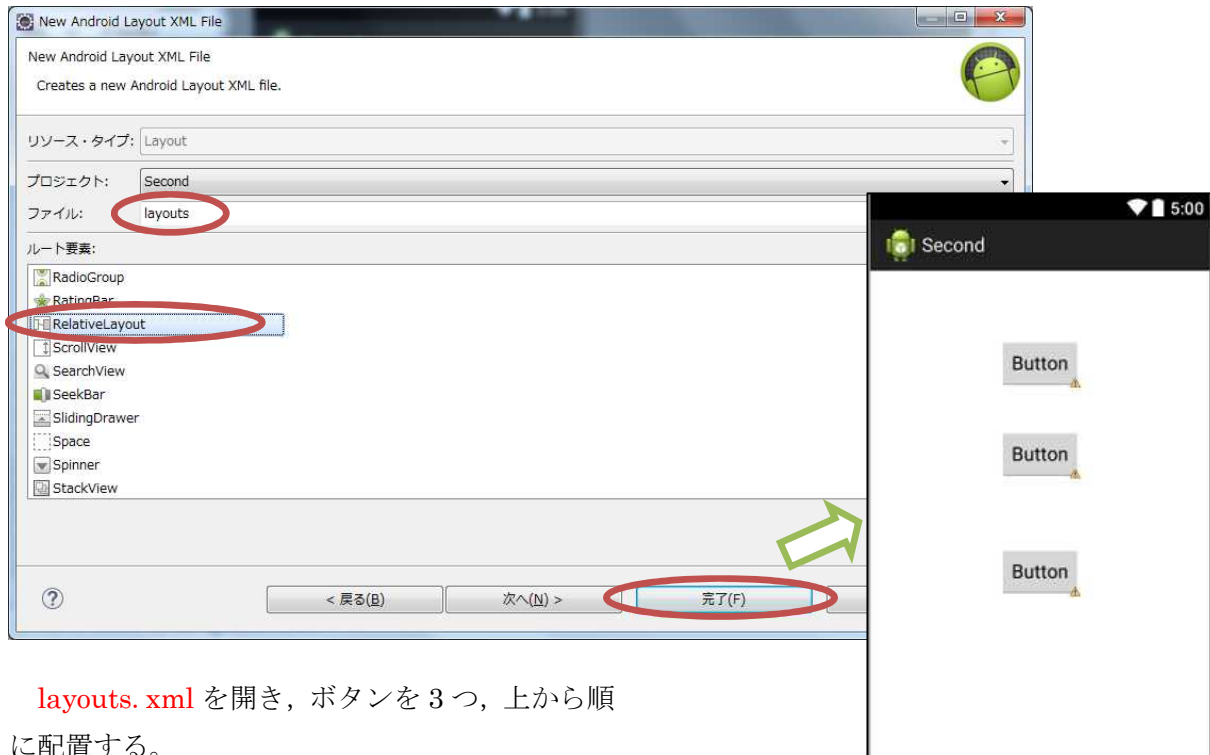 New Android Layout XML File
New Android Layout XML File
Creates a new Android Layout XML file.
リソース・タイプ: Layout
プロジェクト: Second
ファイル: layouts
ルート要素:
RadioGroup
RatingBar
RelativeLayout
ScrollView
SearchView
SeekBar
SlidingDrawer
Space
Spinner
StackView
< 戻る(B)
次へ(N) >
完了(F)
5:00
Second
Button
Button
Button
layouts. xml を開き, ボタンを 3 つ, 上から順
に配置する。